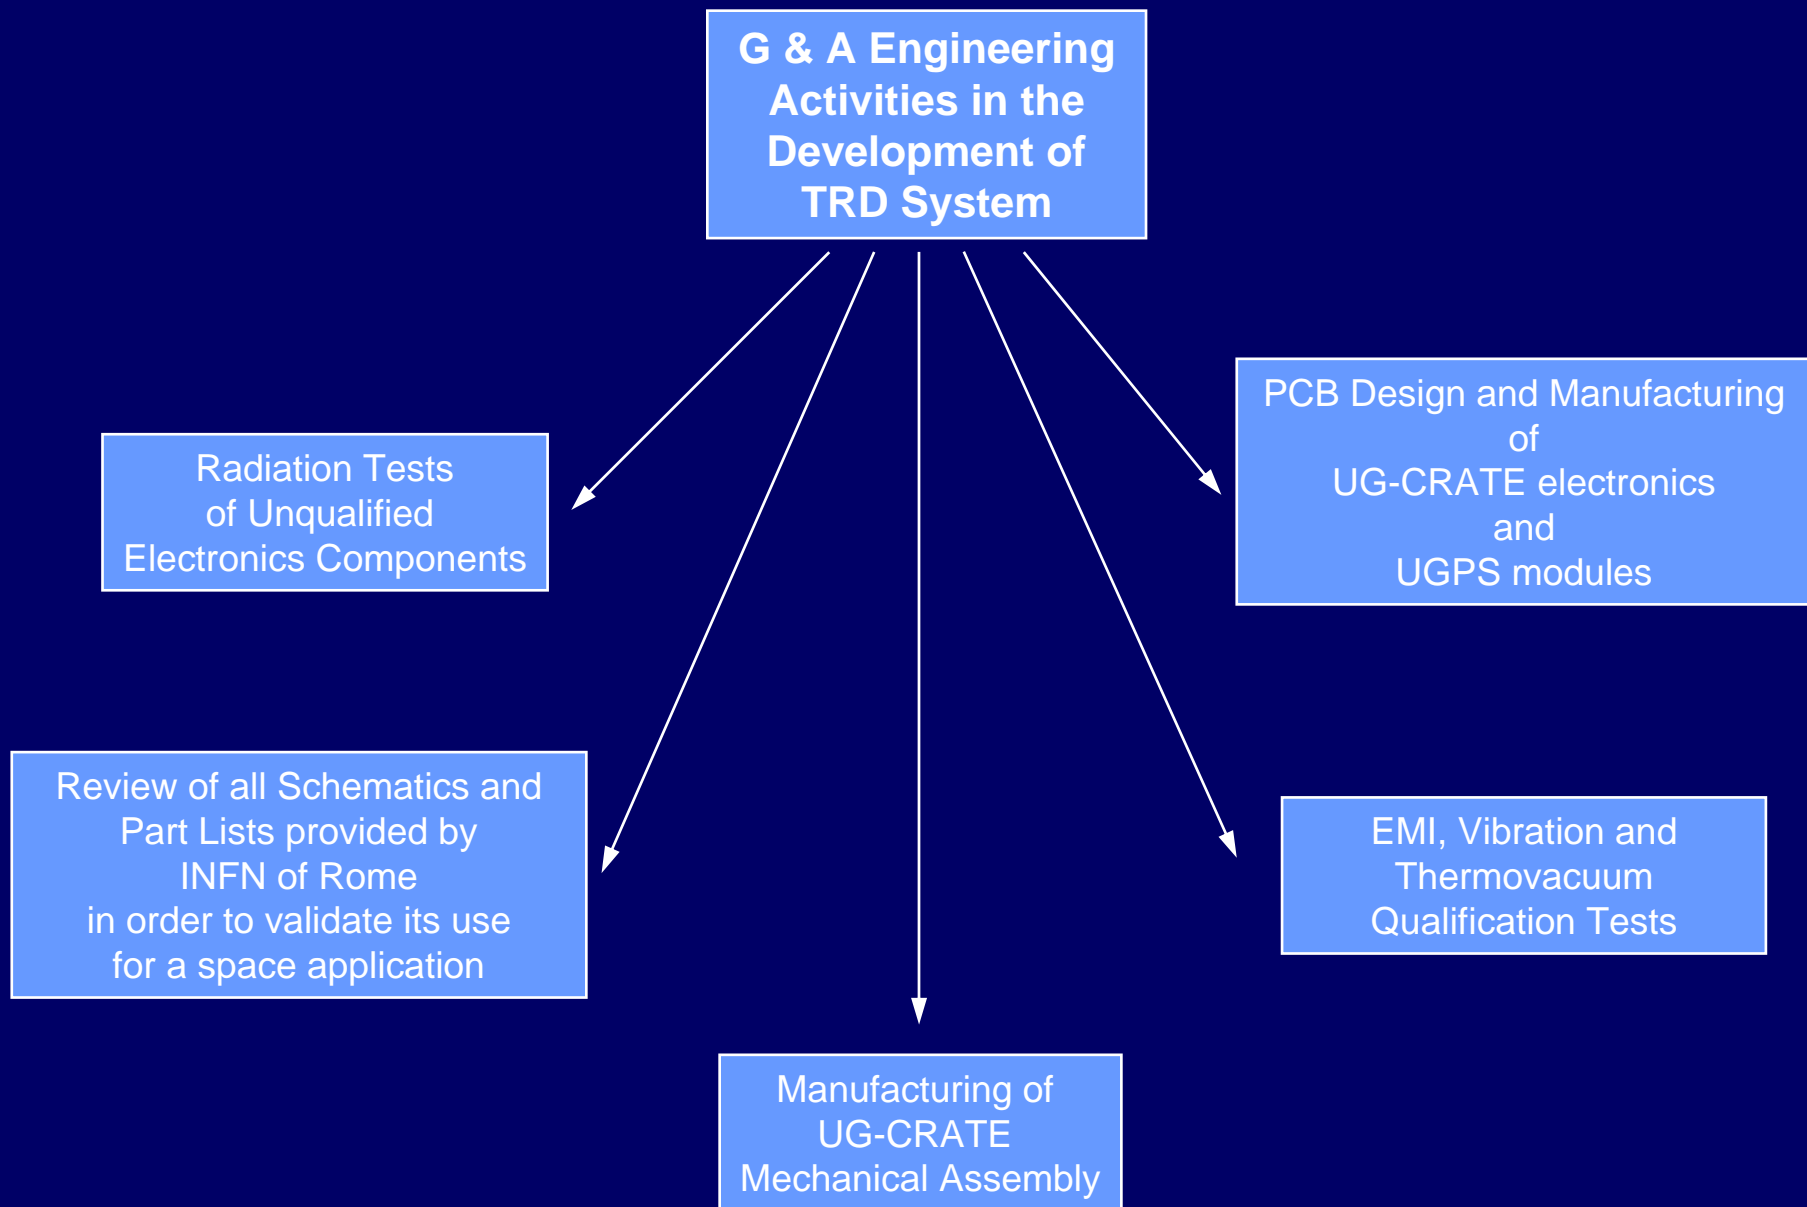 G & A Engineering
Activities in the
Development of
TRD System
Radiation Tests
of Unqualified
Electronics Components
PCB Design and Manufacturing
of
UG-CRATE electronics
and
UGPS modules
Review of all Schematics and
Part Lists provided by
INFN of Rome
in order to validate its use
for a space application
EMI, Vibration and
Thermovacuum
Qualification Tests
Manufacturing of
UG-CRATE
Mechanical Assembly